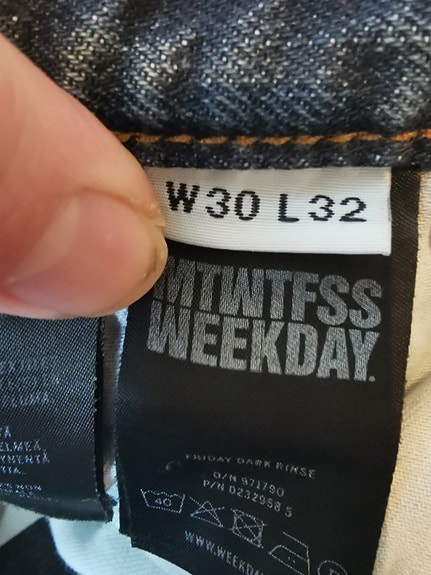 W30 L32
MTWTFSS
WEEKDAY.
FRIDAY DARK RINSE
O/N 971790
P/N 0232958 5
40
WWW.WEEKDA